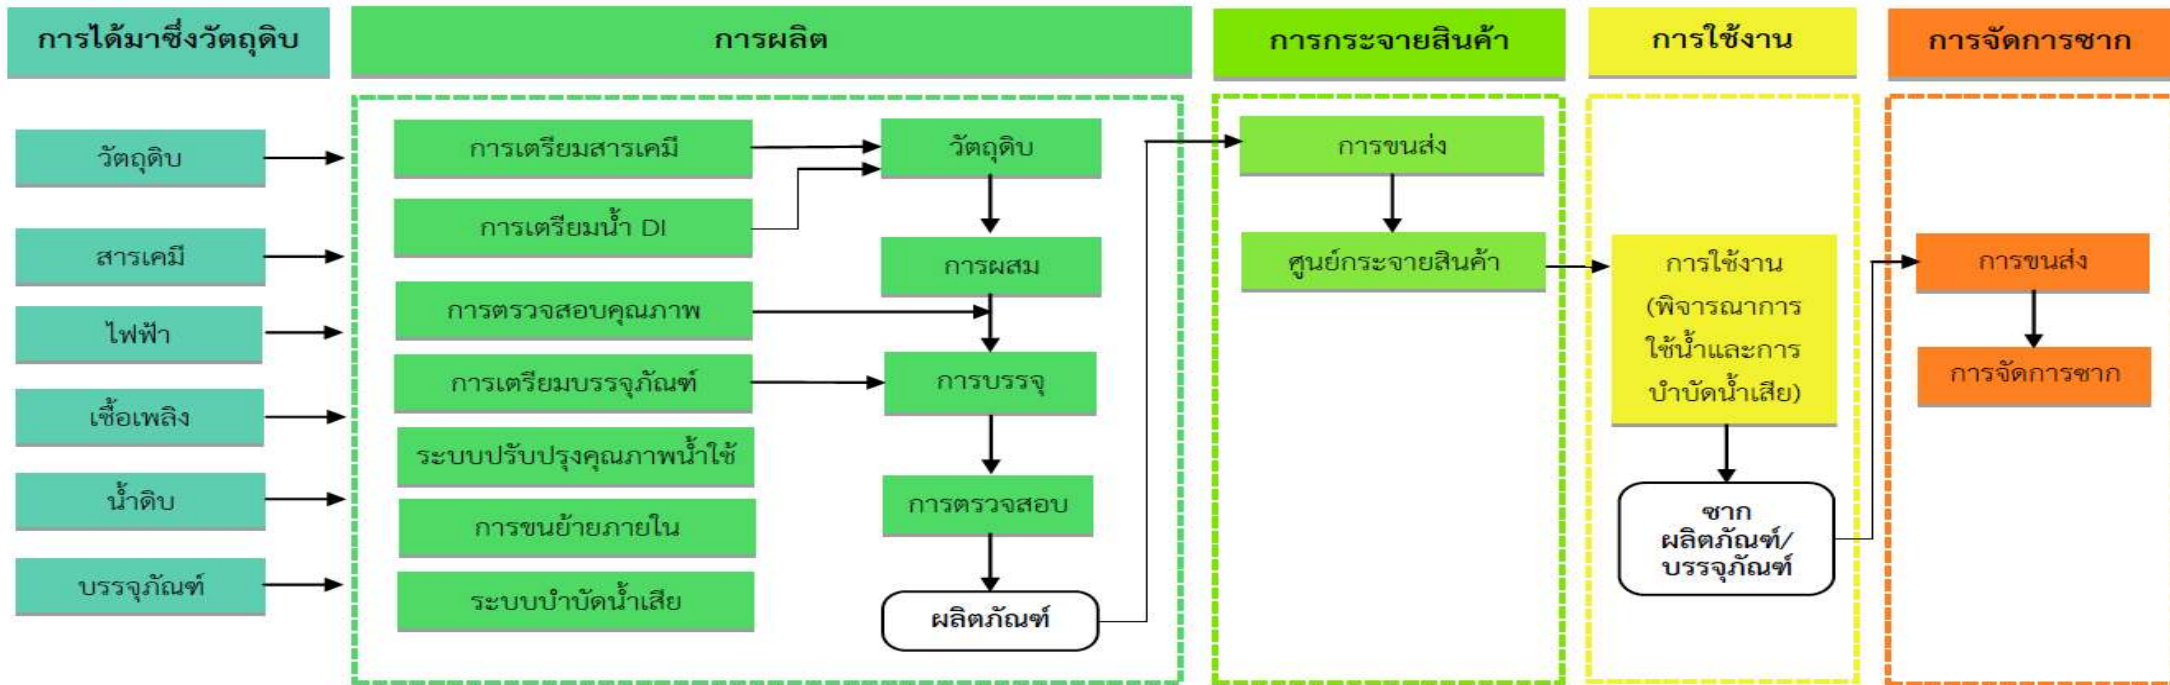 การได้มาซึ่งวัตถุดิบ
วัตถุดิบ
สารเคมี
ไฟฟ้า
เชื้อเพลิง
น้ำดิบ
บรรจุภัณฑ์
การผลิต
การเตรียมสารเคมี
การเตรียมน้ำ DI
การตรวจสอบคุณภาพ
การเตรียมบรรจุภัณฑ์
ระบบปรับปรุงคุณภาพน้ำใช้
การขนย้ายภายใน
ระบบบำบัดน้ำเสีย
วัตถุดิบ
การผสม
การบรรจุ
การตรวจสอบ
ผลิตภัณฑ์
การกระจายสินค้า
การขนส่ง
ศูนย์กระจายสินค้า
การใช้งาน
การใช้งาน
(พิจารณาการ
ใช้น้ำและการ
บำบัดน้ำเสีย)
ซาก
ผลิตภัณฑ์/
บรรจุภัณฑ์
การจัดการซาก
การขนส่ง
การจัดการซาก